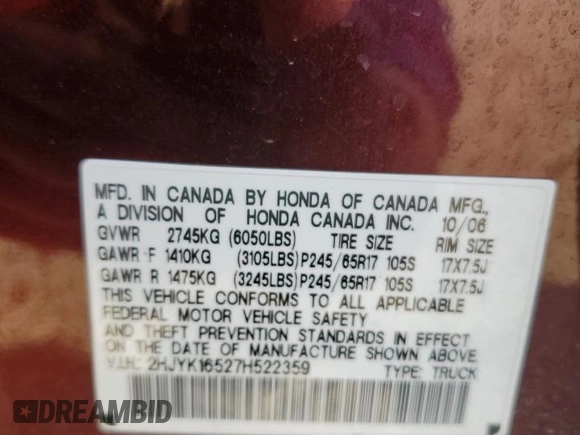 MFD. IN CANADA BY HONDA OF CANADA MFG.,
A DIVISION OF HONDA CANADA INC. 10/06
GVWR 2745KG (6050LBS) TIRE SIZE RIM SIZE
GAWR F 1410KG (3105LBS) P245/65R17 105S 17X7.5J
GAWR R 1475KG (3245LBS) P245/65R17 105S 17X7.5J
THIS VEHICLE CONFORMS TO ALL APPLICABLE
FEDERAL MOTOR VEHICLE SAFETY
AND THEFT PREVENTION STANDARDS IN EFFECT
ON THE DATE OF MANUFACTURE SHOWN ABOVE.
V.I.N.: 2HJYK16527H522359 TYPE: TRUCK
DREAMBID